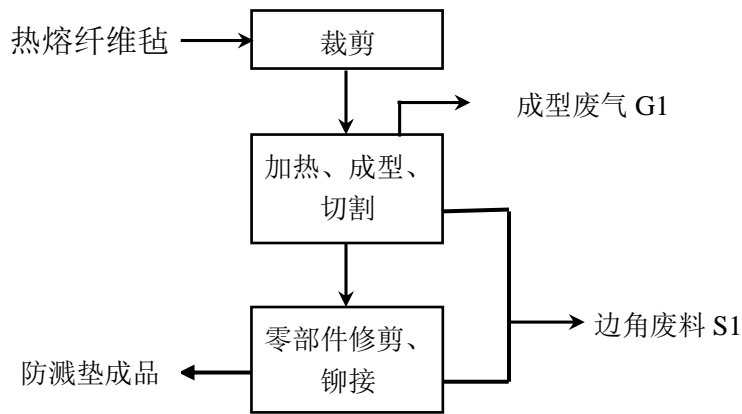 热熔纤维毡
裁剪
成型废气 G1
加热、成型、
切割
零部件修剪、
铆接
边角废料 S1
防溅垫成品